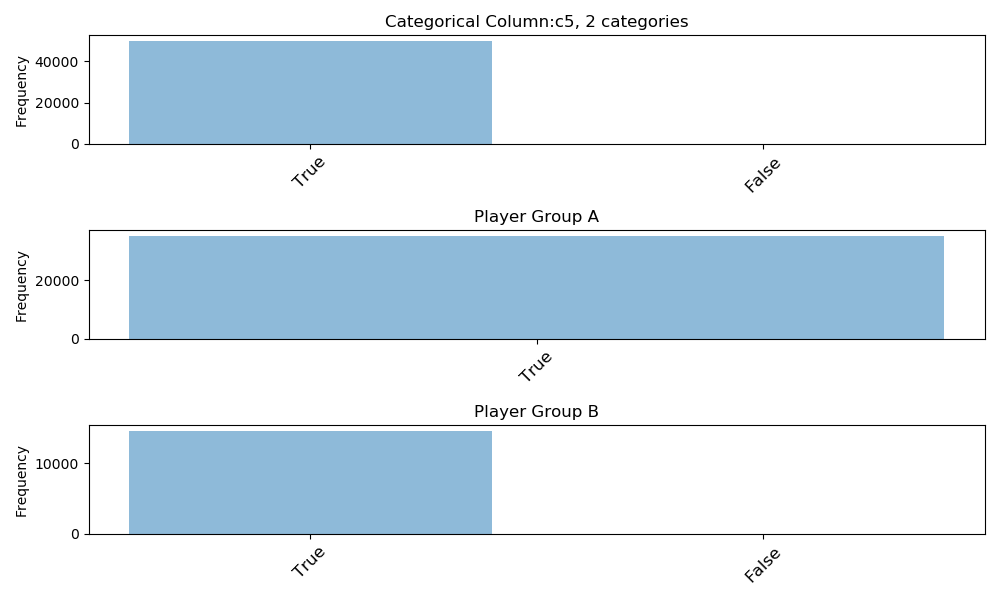 Categorical Column:c5, 2 categories
Frequency
40000
20000
0
True
False
Player Group A
Frequency
20000
0
True
Player Group B
Frequency
10000
0
True
False